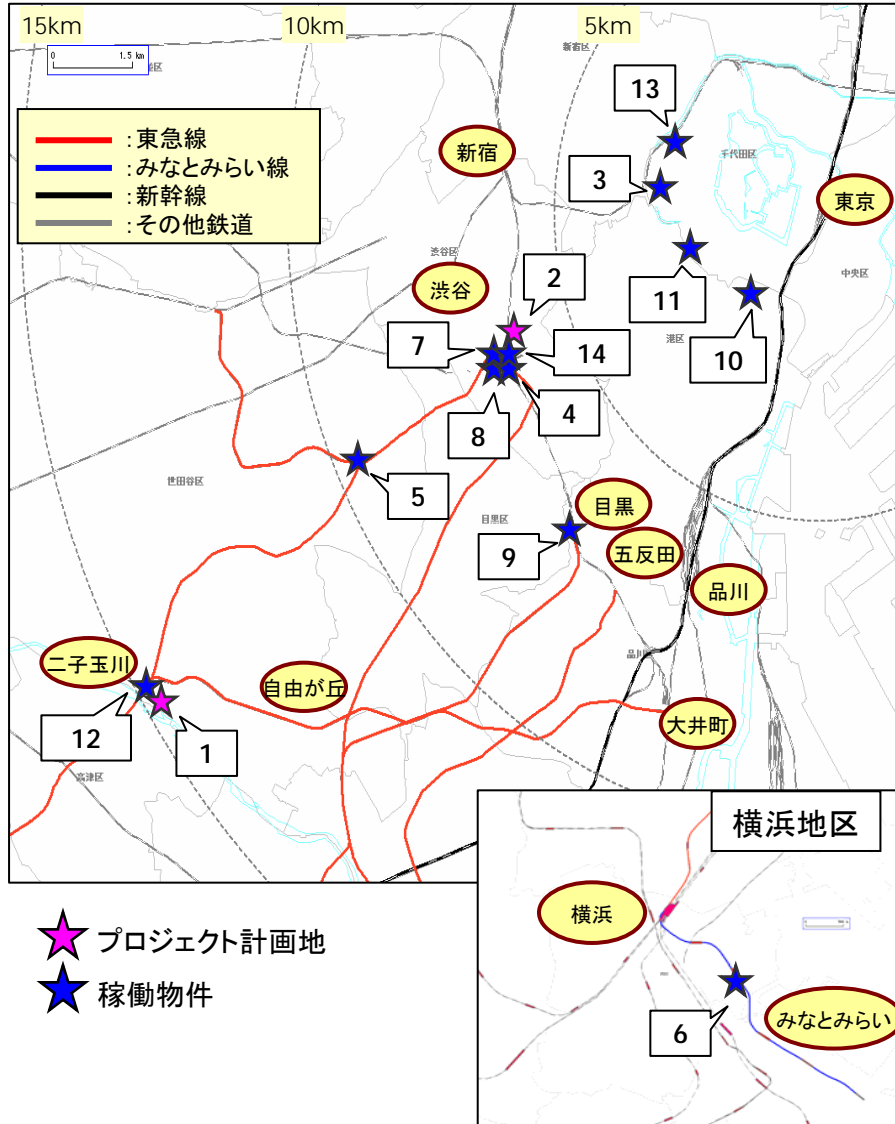 15km
10km
5km
0 1.5 km
新宿区
:東急線
:みなとみらい線
:新幹線
:その他鉄道
新宿
13
千代田区
3
東京
渋谷区
渋谷
2
11
中央区
7
14
港区
10
8
4
世田谷区
5
目黒区
目黒
9
五反田
品川
二子玉川
自由が丘
品川区
大井町
12
1
高津区
横浜地区
横浜
6
みなとみらい
プロジェクト計画地
稼働物件